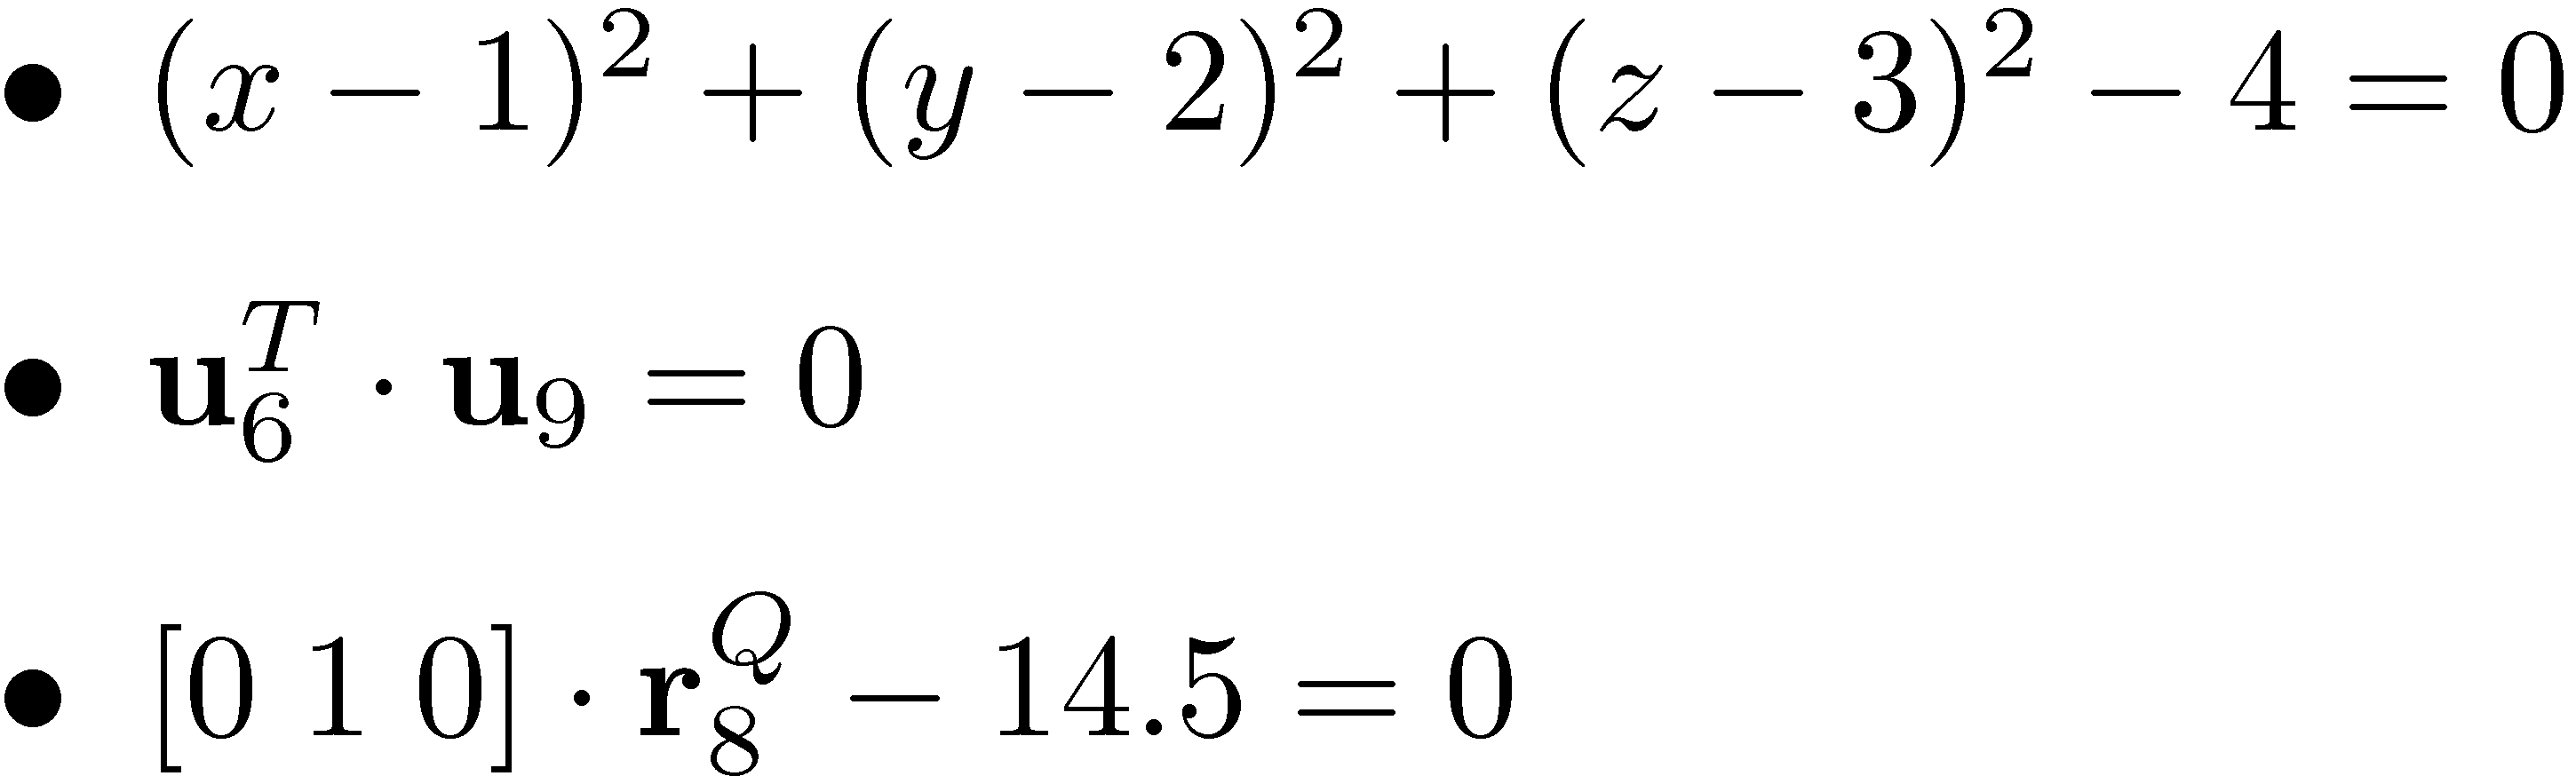 • (x − 1)² + (y − 2)² + (z − 3)² − 4 = 0
• 𝐮₆ᵀ · 𝐮₉ = 0
• [0 1 0] · 𝐫₈^Q − 14.5 = 0